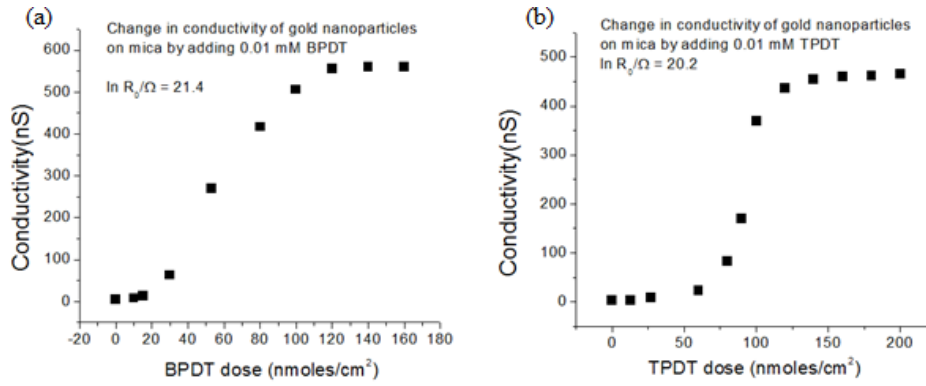 (a)
Change in conductivity of gold nanoparticles
on mica by adding 0.01 mM BPDT
ln R₀/Ω = 21.4
Conductivity(nS)
600
500
400
300
200
100
0
-20 0 20 40 60 80 100 120 140 160 180
BPDT dose (nmoles/cm²)
(b)
Change in conductivity of gold nanoparticles
on mica by adding 0.01 mM TPDT
ln R₀/Ω = 20.2
Conductivity(nS)
500
400
300
200
100
0
0 50 100 150 200
TPDT dose (nmoles/cm²)